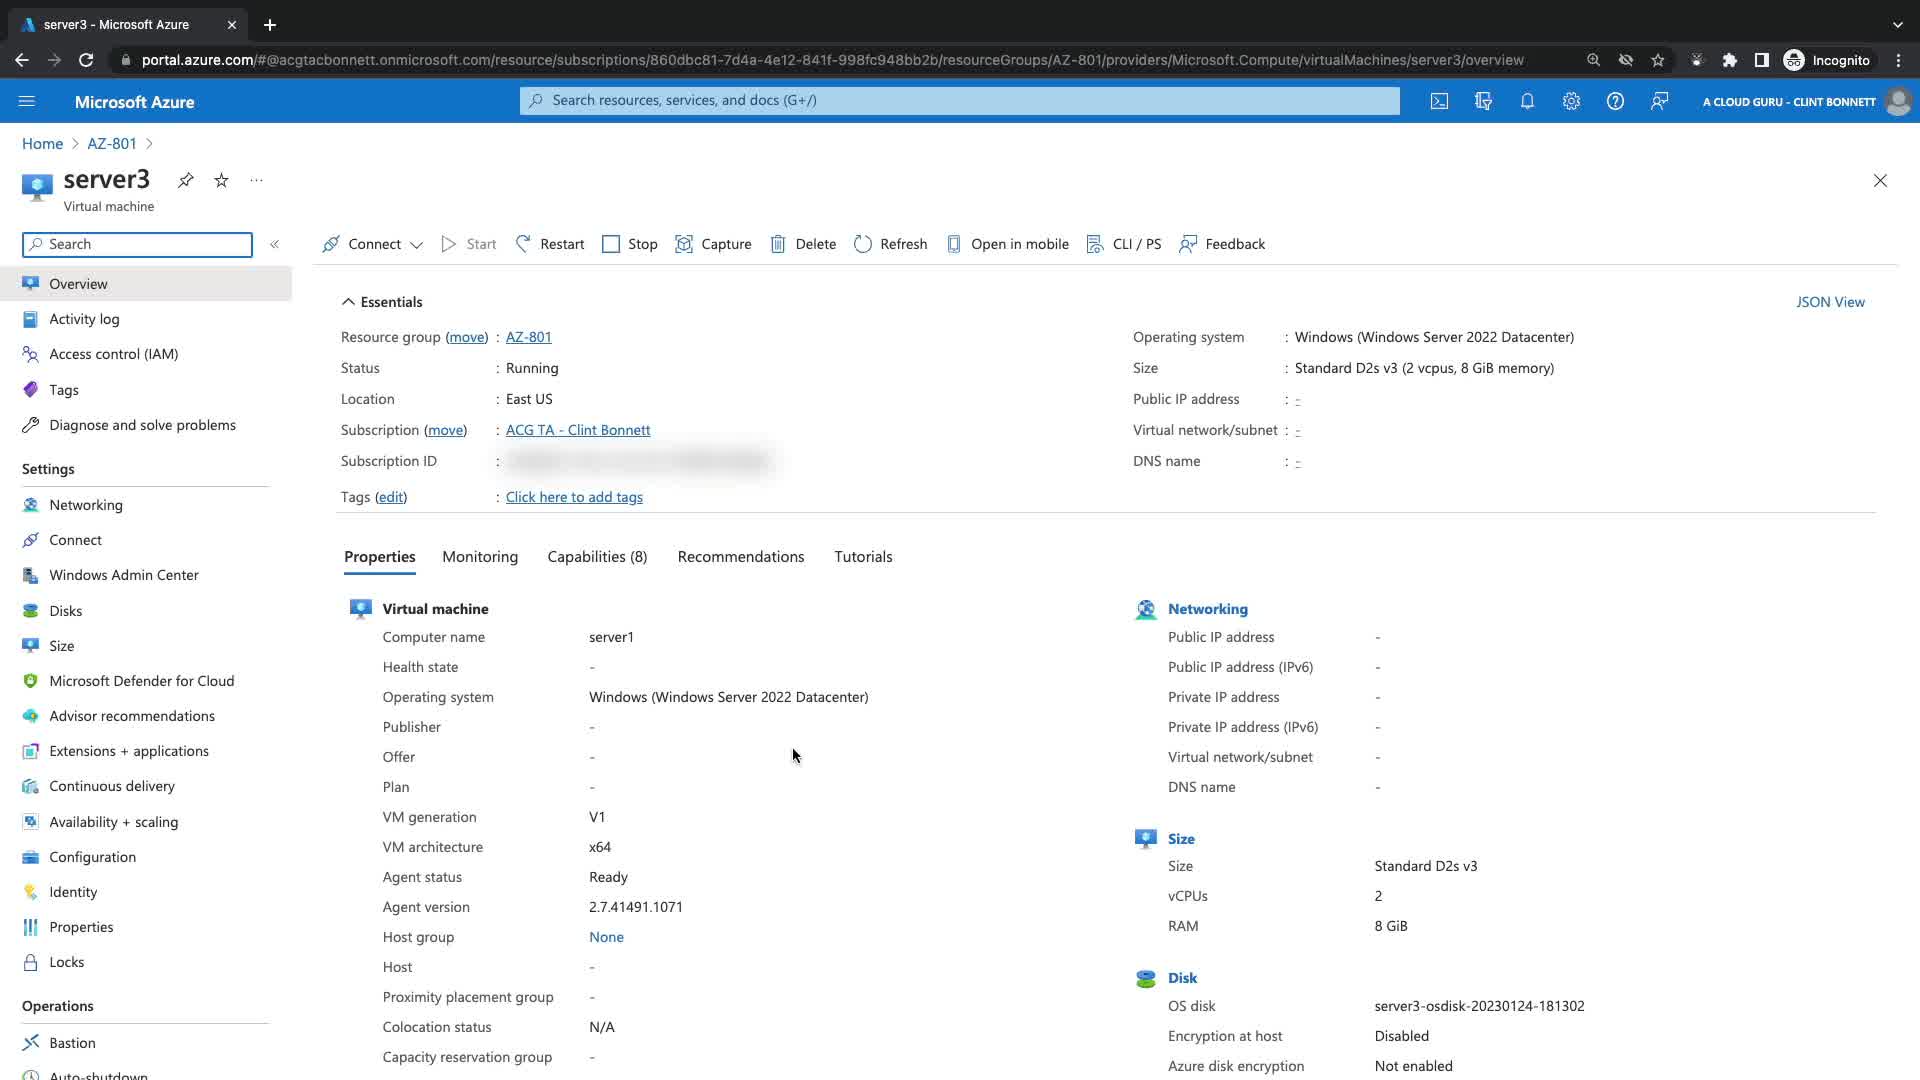 server3 - Microsoft Azure
portal.azure.com/#@acgtacbonnett.onmicrosoft.com/resource/subscriptions/860dbc81-7d4a-4e12-841f-998fc948bb2b/resourceGroups/AZ-801/providers/Microsoft.Compute/virtualMachines/server3/overview
Incognito
Microsoft Azure
Search resources, services, and docs (G+/)
A CLOUD GURU - CLINT BONNETT
Home > AZ-801 >
server3
Virtual machine
Search
Connect
Start
Restart
Stop
Capture
Delete
Refresh
Open in mobile
CLI / PS
Feedback
Overview
Activity log
Access control (IAM)
Tags
Diagnose and solve problems
Settings
Networking
Connect
Windows Admin Center
Disks
Size
Microsoft Defender for Cloud
Advisor recommendations
Extensions + applications
Continuous delivery
Availability + scaling
Configuration
Identity
Properties
Locks
Operations
Bastion
Auto-shutdown
Essentials
JSON View
Resource group (move) : AZ-801
Status : Running
Location : East US
Subscription (move) : ACG TA - Clint Bonnett
Subscription ID :
Tags (edit) : Click here to add tags
Operating system : Windows (Windows Server 2022 Datacenter)
Size : Standard D2s v3 (2 vcpus, 8 GiB memory)
Public IP address : -
Virtual network/subnet : -
DNS name : -
Properties
Monitoring
Capabilities (8)
Recommendations
Tutorials
Virtual machine
Computer name server1
Health state -
Operating system Windows (Windows Server 2022 Datacenter)
Publisher -
Offer -
Plan -
VM generation V1
VM architecture x64
Agent status Ready
Agent version 2.7.41491.1071
Host group None
Host -
Proximity placement group -
Colocation status N/A
Capacity reservation group -
Networking
Public IP address -
Public IP address (IPv6) -
Private IP address -
Private IP address (IPv6) -
Virtual network/subnet -
DNS name -
Size
Size Standard D2s v3
vCPUs 2
RAM 8 GiB
Disk
OS disk server3-osdisk-20230124-181302
Encryption at host Disabled
Azure disk encryption Not enabled